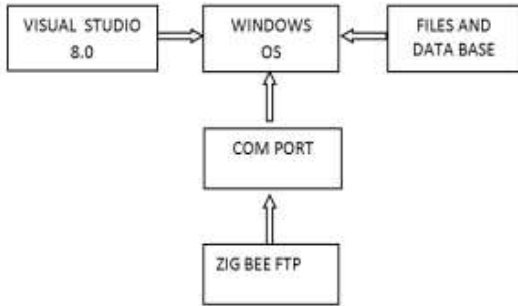 VISUAL STUDIO
8.0
WINDOWS
OS
FILES AND
DATA BASE
COM PORT
ZIG BEE FTP